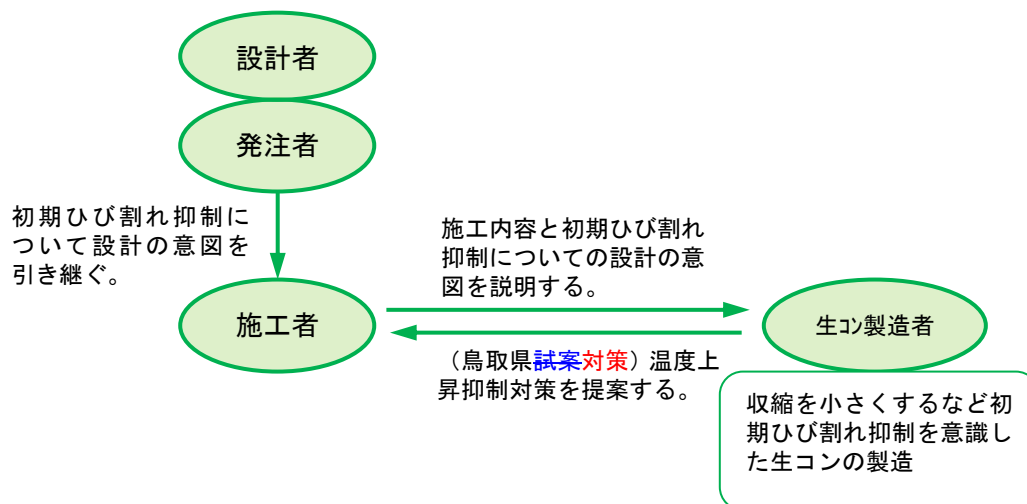 設計者
発注者
初期ひび割れ抑制に
ついて設計の意図を
引き継ぐ。
施工内容と初期ひび割れ
抑制についての設計の意
図を説明する。
施工者
生コン製造者
（鳥取県試案対策）温度上
昇抑制対策を提案する。
収縮を小さくするなど初
期ひび割れ抑制を意識し
た生コンの製造